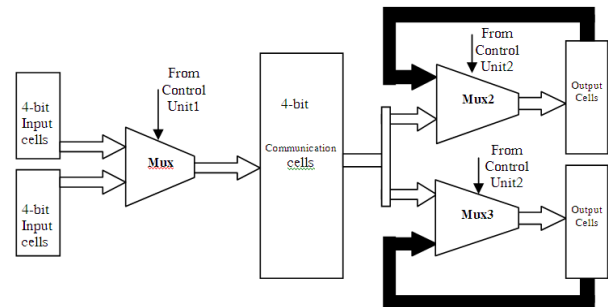 4-bit
Input
cells
4-bit
Input
cells
From
Control
Unit1
Mux
4-bit
Communication
cells
From
Control
Unit2
Mux2
Output
Cells
From
Control
Unit2
Mux3
Output
Cells